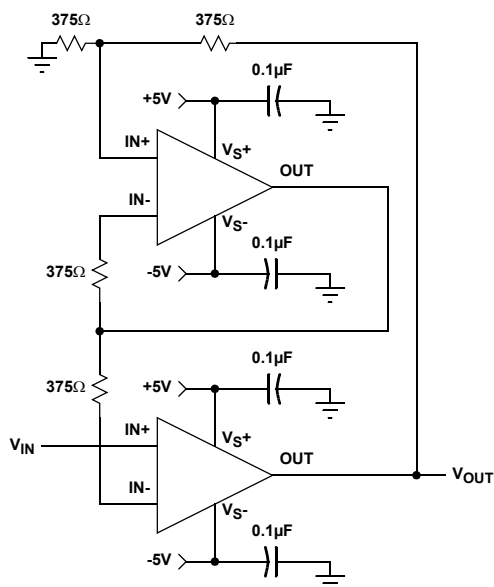 375Ω
375Ω
0.1µF
+5V
IN+
VS+
OUT
IN-
VS-
0.1µF
375Ω
-5V
0.1µF
375Ω
+5V
VIN
IN+
VS+
OUT
VOUT
IN-
VS-
0.1µF
-5V